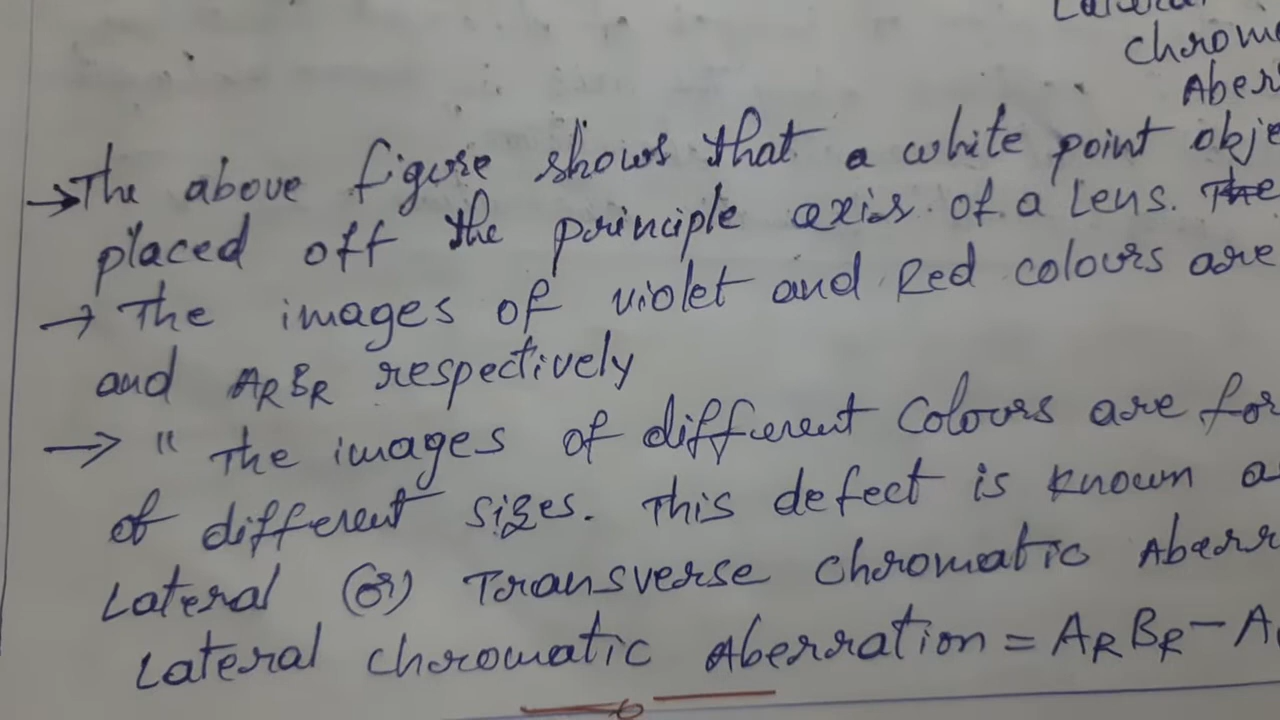 Lateral
chrom
Aber
→The above figure shows that a white point obje
placed off the principle axis of a lens. The
→ The images of violet and Red colours are
and ARBR respectively
→ " The images of different colours are for
of different sizes. This defect is known a
Lateral (or) Transverse chromatic Aberr
Lateral chromatic Aberration = ARBR - A